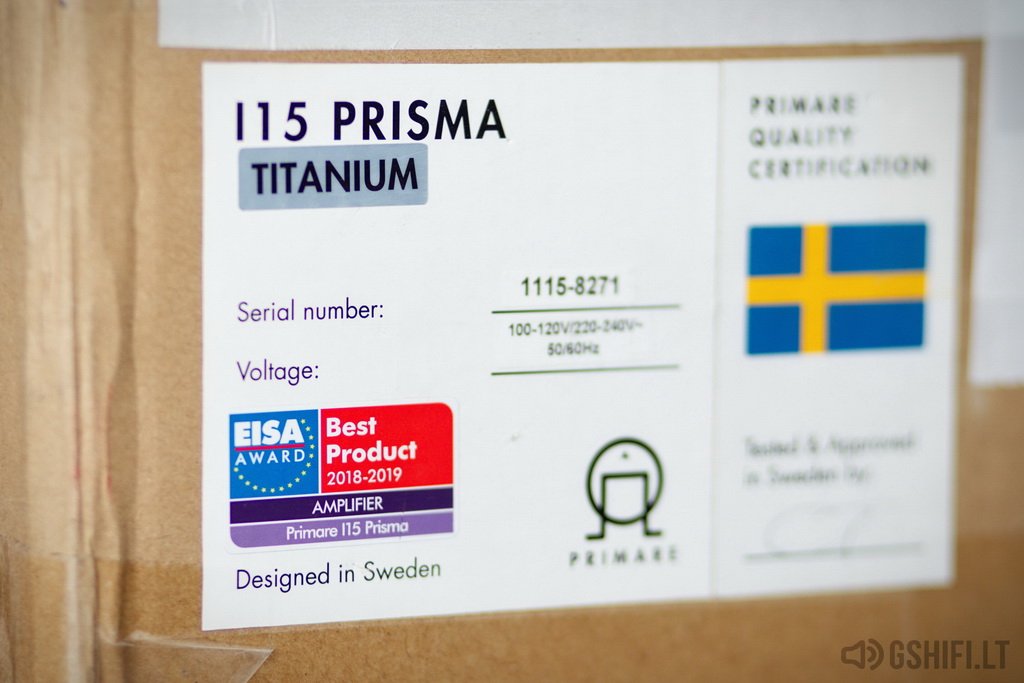 I15 PRISMA
TITANIUM
Serial number:
1115-8271
Voltage:
100-120V/220-240V~
50/60Hz
EISA
AWARD
Best
Product
2018-2019
AMPLIFIER
Primare I15 Prisma
Designed in Sweden
PRIMARE
PRIMARE
QUALITY
CERTIFICATION
Tested & Approved
in Sweden by:
GSHIFI.LT